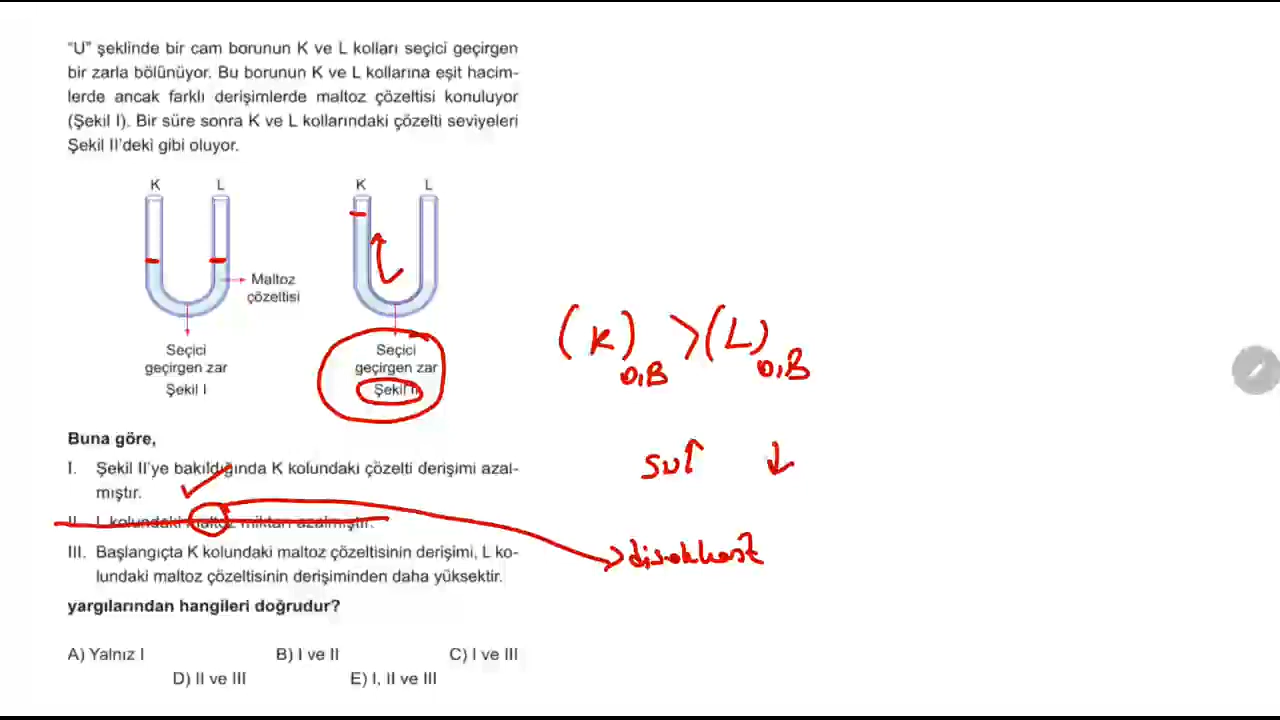 "U" şeklinde bir cam borunun K ve L kolları seçici geçirgen
bir zarla bölünüyor. Bu borunun K ve L kollarına eşit hacim-
lerde ancak farklı derişimlerde maltoz çözeltisi konuluyor
(Şekil I). Bir süre sonra K ve L kollarındaki çözelti seviyeleri
Şekil II'deki gibi oluyor.
K L K L
Maltoz
çözeltisi
Seçici
geçirgen zar
Şekil I
Seçici
geçirgen zar
Şekil II
(K)O,B > (L)O,B
su↑ ↓
Buna göre,
I. Şekil II'ye bakıldığında K kolundaki çözelti derişimi azal-
mıştır.
II. L kolundaki maltoz miktarı azalmıştır.
disakkarit
III. Başlangıçta K kolundaki maltoz çözeltisinin derişimi, L ko-
lundaki maltoz çözeltisinin derişiminden daha yüksektir.
yargılarından hangileri doğrudur?
A) Yalnız I B) I ve II C) I ve III
D) II ve III E) I, II ve III